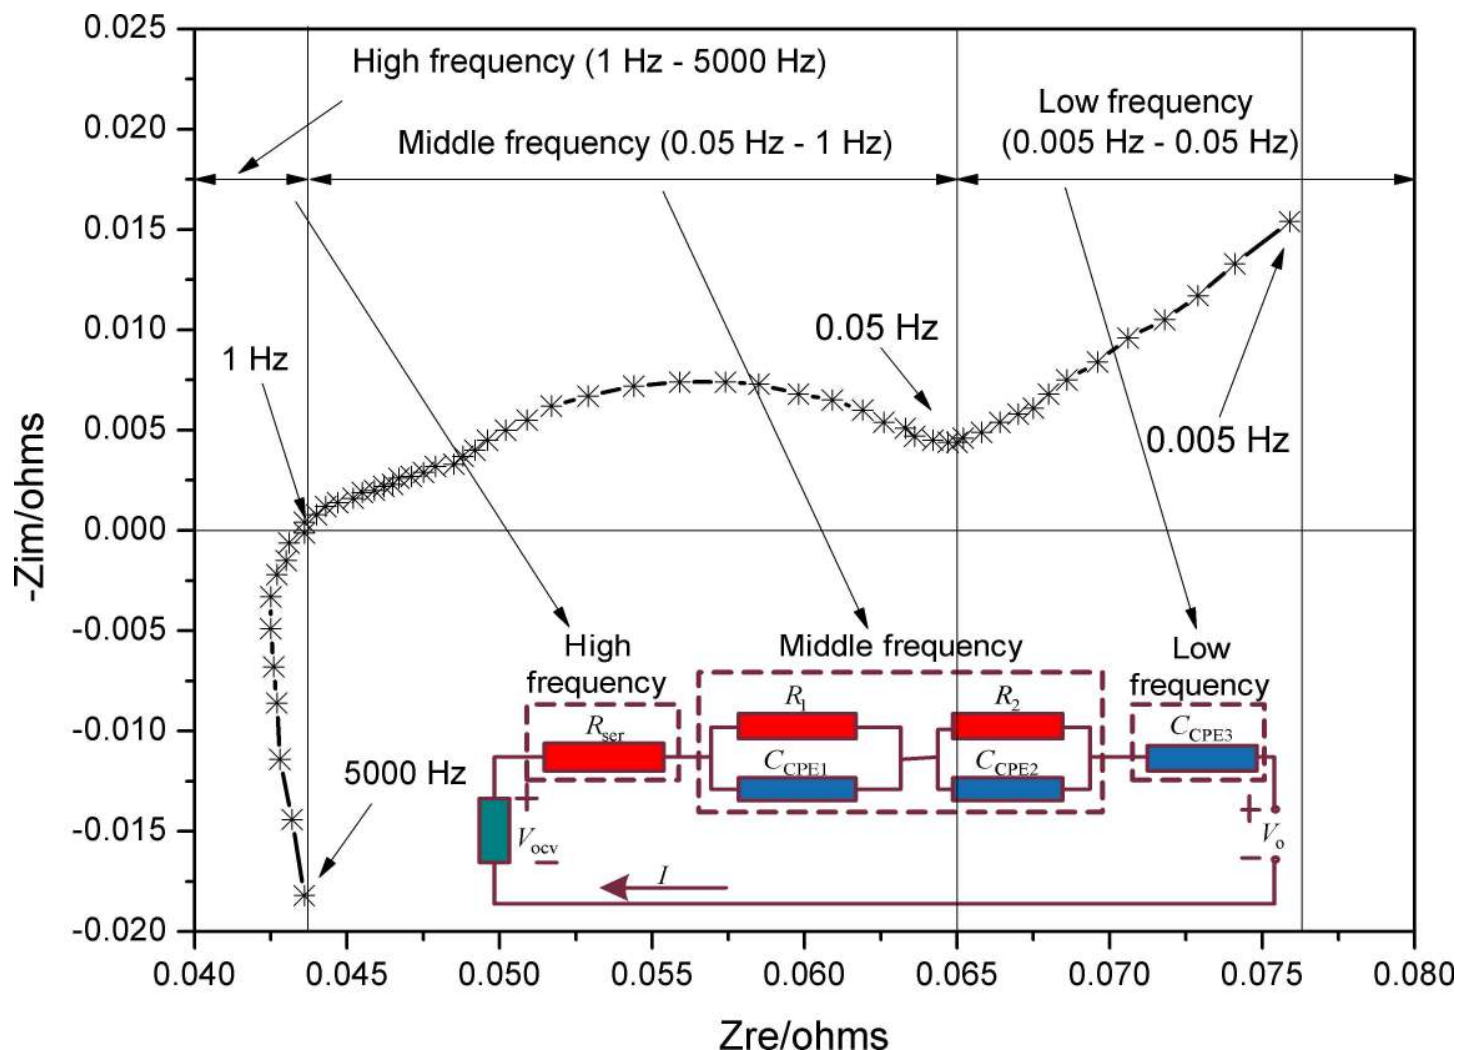 0.025
0.020
0.015
0.010
0.005
0.000
-0.005
-0.010
-0.015
-0.020
-Zim/ohms
High frequency (1 Hz - 5000 Hz)
Middle frequency (0.05 Hz - 1 Hz)
Low frequency
(0.005 Hz - 0.05 Hz)
1 Hz
0.05 Hz
0.005 Hz
5000 Hz
High
frequency
Middle frequency
Low
frequency
Rser
R1
CCPE1
R2
CCPE2
CCPE3
+
Vocv
−
I
+
Vo
−
0.040
0.045
0.050
0.055
0.060
0.065
0.070
0.075
0.080
Zre/ohms